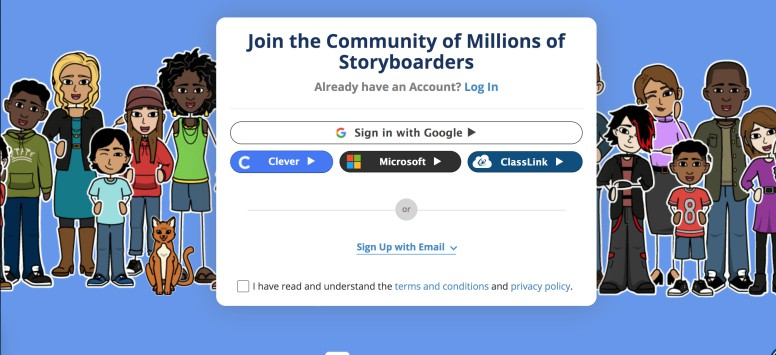 Join the Community of Millions of
Storyboarders
Already have an Account? Log In
Sign in with Google
Clever
Microsoft
ClassLink
or
Sign Up with Email
I have read and understand the terms and conditions and privacy policy.
8